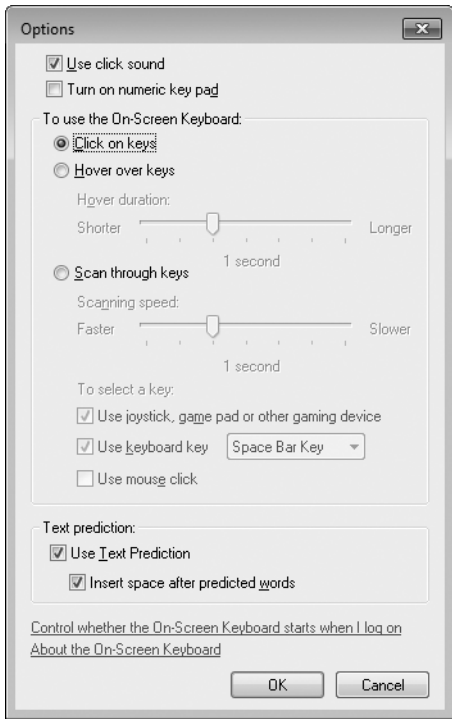 Options
Use click sound
Turn on numeric key pad
To use the On-Screen Keyboard:
Click on keys
Hover over keys
Hover duration:
Shorter Longer
1 second
Scan through keys
Scanning speed:
Faster Slower
1 second
To select a key:
Use joystick, game pad or other gaming device
Use keyboard key Space Bar Key
Use mouse click
Text prediction:
Use Text Prediction
Insert space after predicted words
Control whether the On-Screen Keyboard starts when I log on
About the On-Screen Keyboard
OK Cancel